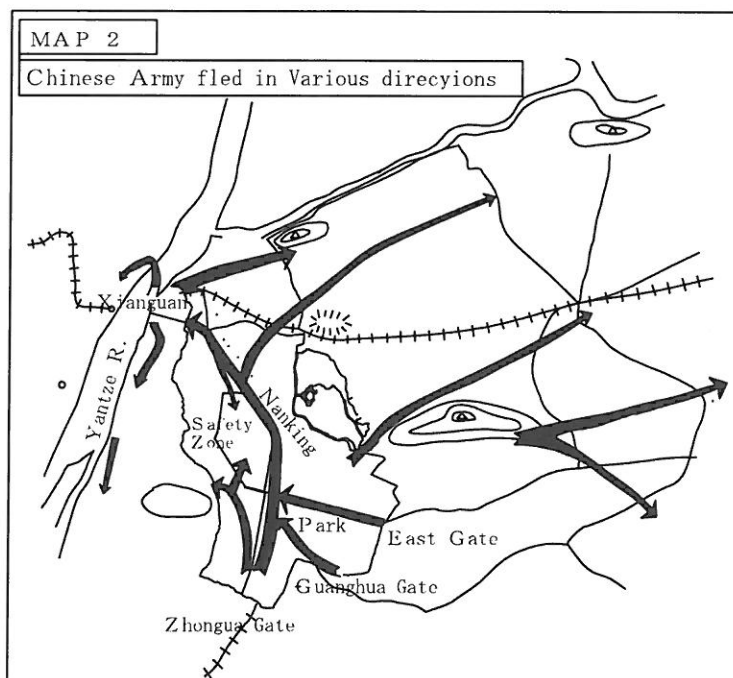 MAP 2
Chinese Army fled in Various direcyions
Xianguan
Yantze R.
Nanking
Safety
Zone
Park
East Gate
Guanghua Gate
Zhongua Gate